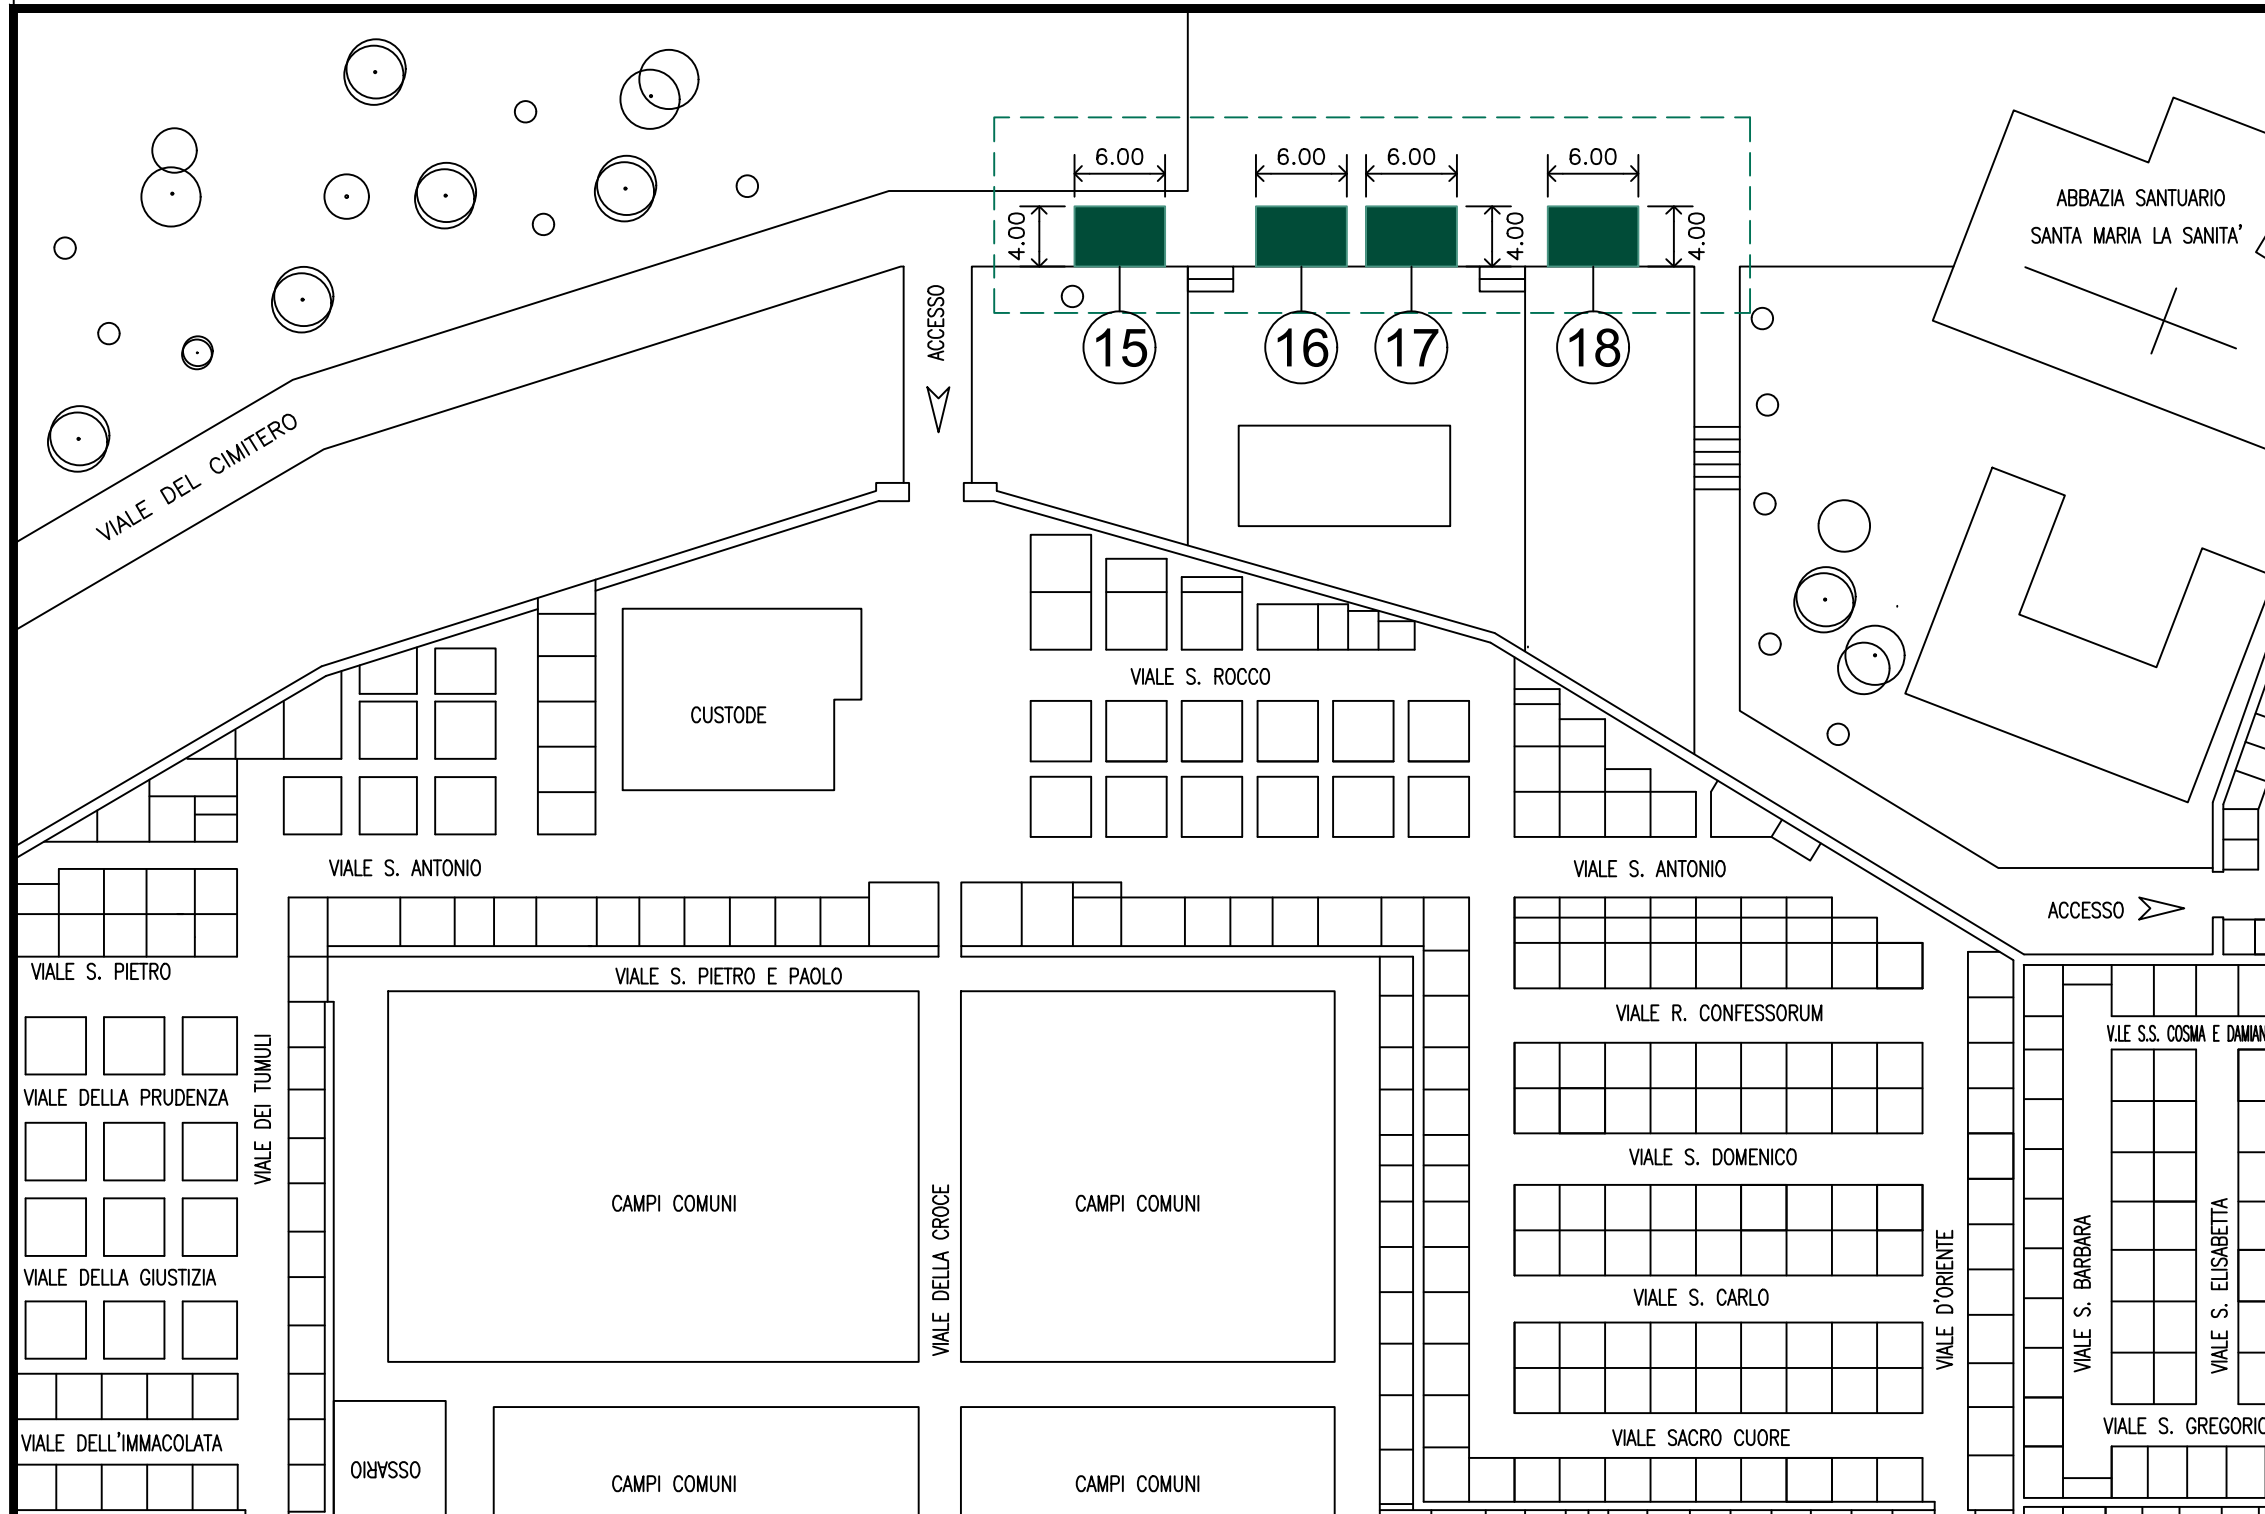 6.00
6.00
6.00
6.00
4.00
4.00
4.00
ABBAZIA SANTUARIO
SANTA MARIA LA SANITA'
15
16
17
18
ACCESSO
VIALE DEL CIMITERO
VIALE S. ROCCO
CUSTODE
VIALE S. ANTONIO
VIALE S. ANTONIO
ACCESSO
VIALE S. PIETRO
VIALE S. PIETRO E PAOLO
VIALE R. CONFESSORUM
V.LE S.S. COSMA E DAMIAN
VIALE DEI TUMULI
VIALE DELLA PRUDENZA
VIALE S. DOMENICO
CAMPI COMUNI
CAMPI COMUNI
VIALE DELLA CROCE
VIALE D'ORIENTE
VIALE S. BARBARA
VIALE S. ELISABETTA
VIALE DELLA GIUSTIZIA
VIALE S. CARLO
VIALE S. GREGORIO
VIALE DELL'IMMACOLATA
VIALE SACRO CUORE
OSSARIO
CAMPI COMUNI
CAMPI COMUNI